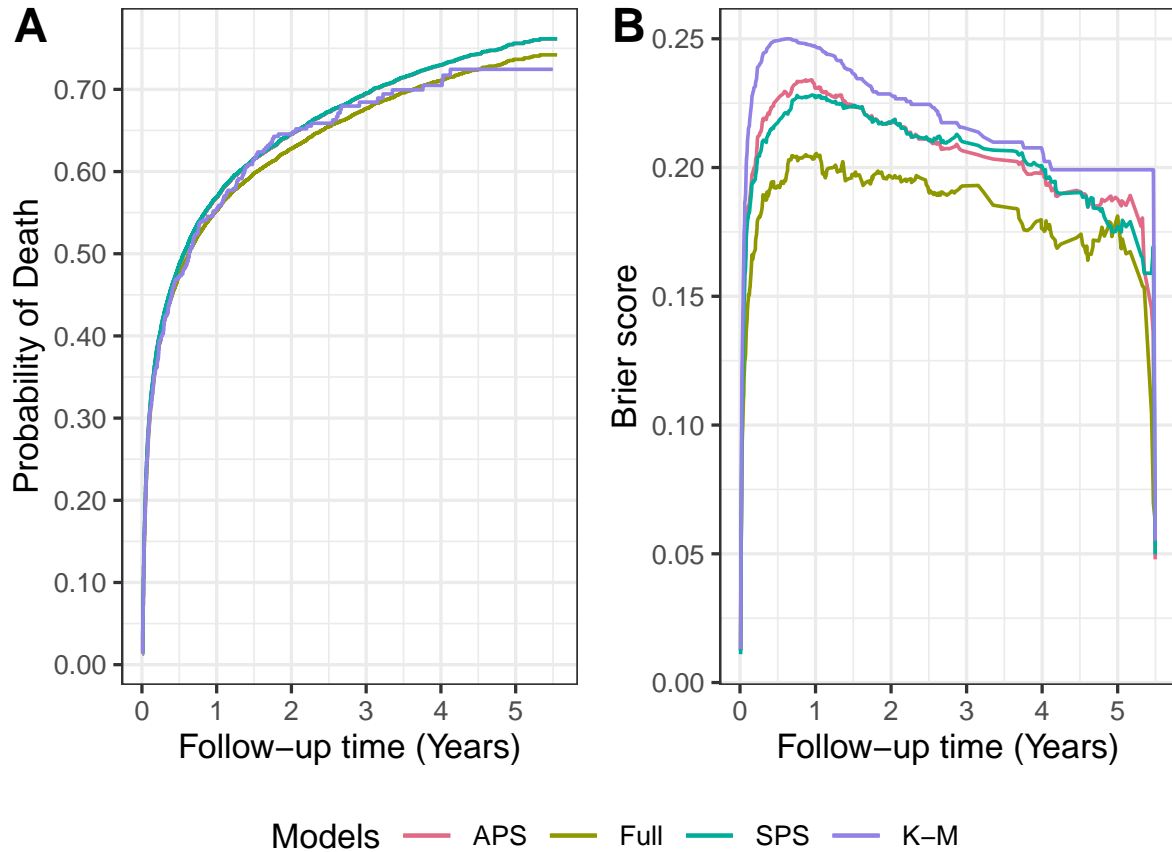 A
Probability of Death
0.70
0.60
0.50
0.40
0.30
0.20
0.10
0.00
0 1 2 3 4 5
Follow−up time (Years)
B
Brier score
0.25
0.20
0.15
0.10
0.05
0.00
0 1 2 3 4 5
Follow−up time (Years)
Models APS Full SPS K−M